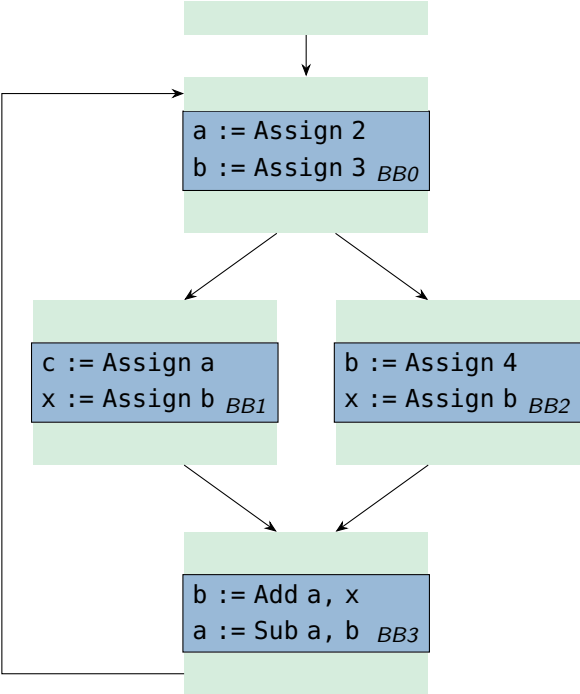 a := Assign 2
b := Assign 3 BB0
c := Assign a
x := Assign b BB1
b := Assign 4
x := Assign b BB2
b := Add a, x
a := Sub a, b BB3